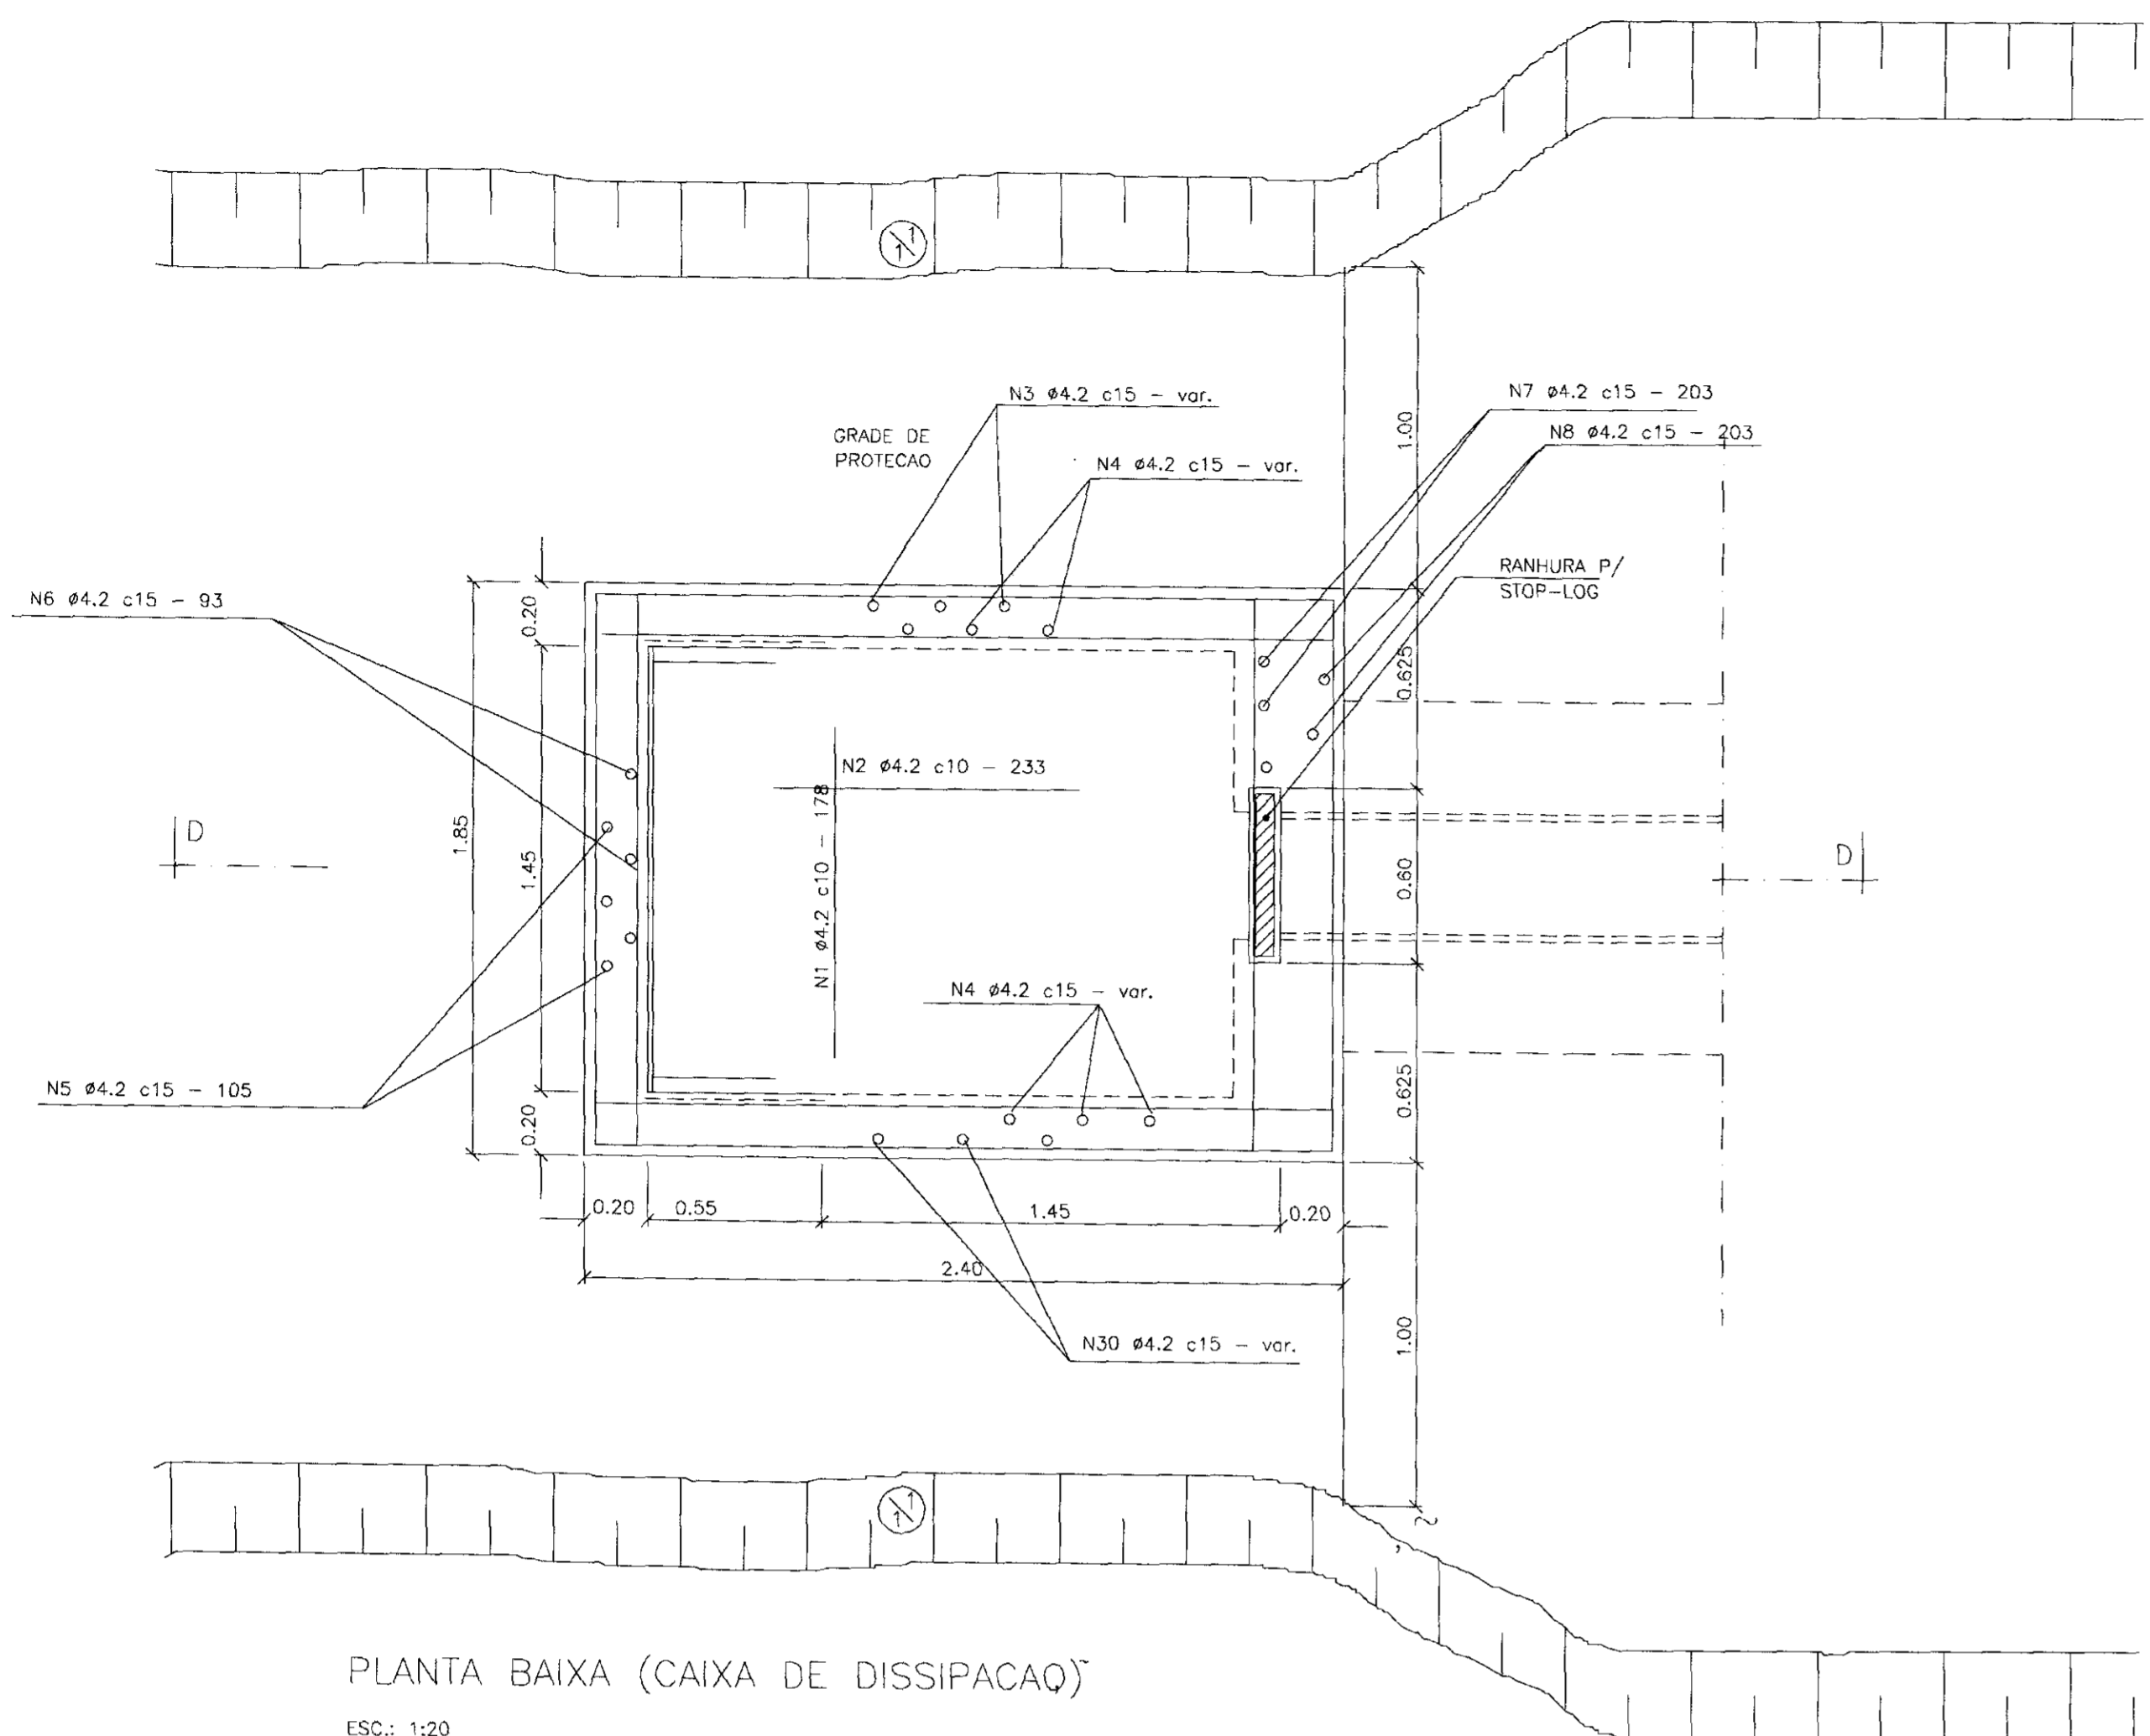 1/1
N3 ø4.2 c15 - var.
GRADE DE
PROTECAO
N4 ø4.2 c15 - var.
N7 ø4.2 c15 - 203
N8 ø4.2 c15 - 203
1.00
RANHURA P/
STOP-LOG
N6 ø4.2 c15 - 93
0.20
0.625
N2 ø4.2 c10 - 233
N1 ø4.2 c10 - 178
D
1.85
1.45
0.60
D
N4 ø4.2 c15 - var.
N5 ø4.2 c15 - 105
0.20
0.625
0.20
0.55
1.45
0.20
2.40
N30 ø4.2 c15 - var.
1.00
1/1
PLANTA BAIXA (CAIXA DE DISSIPACAO)~
ESC.: 1:20